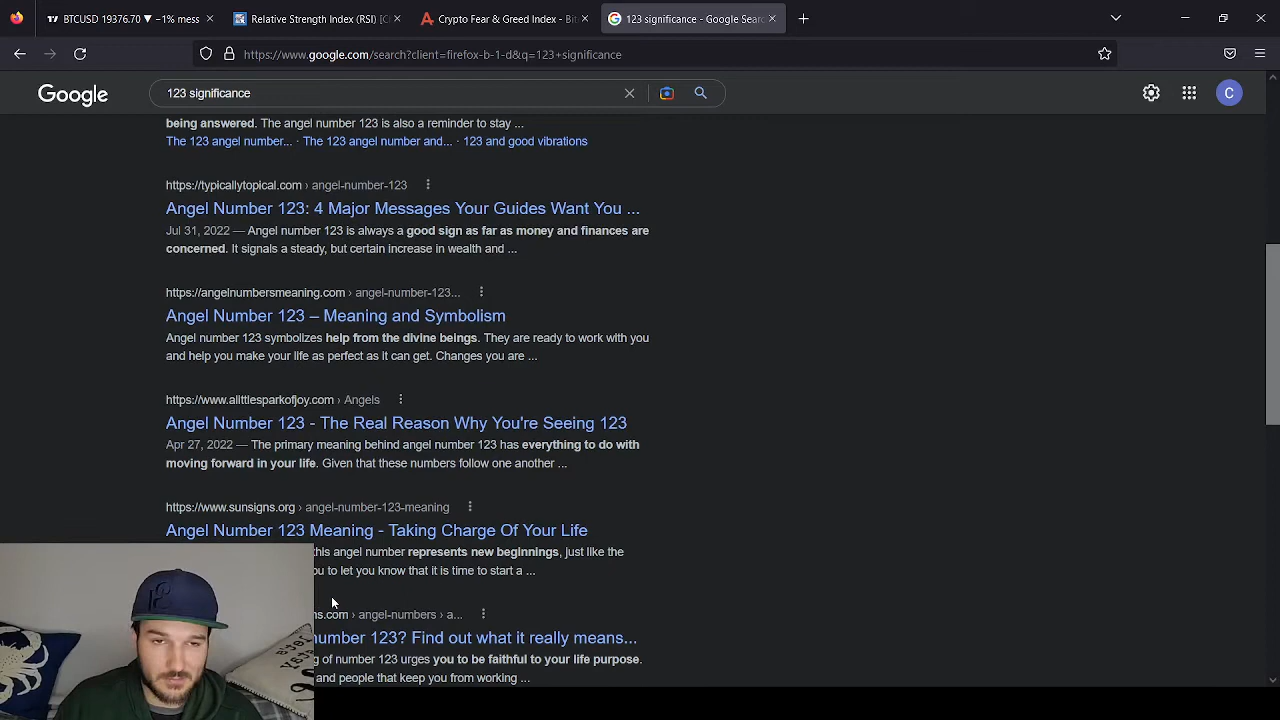 BTCUSD 19376.70 ▼ −1% mess
Relative Strength Index (RSI) [C
Crypto Fear & Greed Index - Bit
123 significance - Google Searc
https://www.google.com/search?client=firefox-b-1-d&q=123+significance
Google
123 significance
C
being answered. The angel number 123 is also a reminder to stay ...
The 123 angel number... · The 123 angel number and... · 123 and good vibrations
https://typicallytopical.com › angel-number-123
Angel Number 123: 4 Major Messages Your Guides Want You ...
Jul 31, 2022 — Angel number 123 is always a good sign as far as money and finances are
concerned. It signals a steady, but certain increase in wealth and ...
https://angelnumbersmeaning.com › angel-number-123...
Angel Number 123 – Meaning and Symbolism
Angel number 123 symbolizes help from the divine beings. They are ready to work with you
and help you make your life as perfect as it can get. Changes you are ...
https://www.alittlesparkofjoy.com › Angels
Angel Number 123 - The Real Reason Why You're Seeing 123
Apr 27, 2022 — The primary meaning behind angel number 123 has everything to do with
moving forward in your life. Given that these numbers follow one another ...
https://www.sunsigns.org › angel-number-123-meaning
Angel Number 123 Meaning - Taking Charge Of Your Life
this angel number represents new beginnings, just like the
ou to let you know that it is time to start a ...
ns.com › angel-numbers › a...
number 123? Find out what it really means...
g of number 123 urges you to be faithful to your life purpose.
and people that keep you from working ...